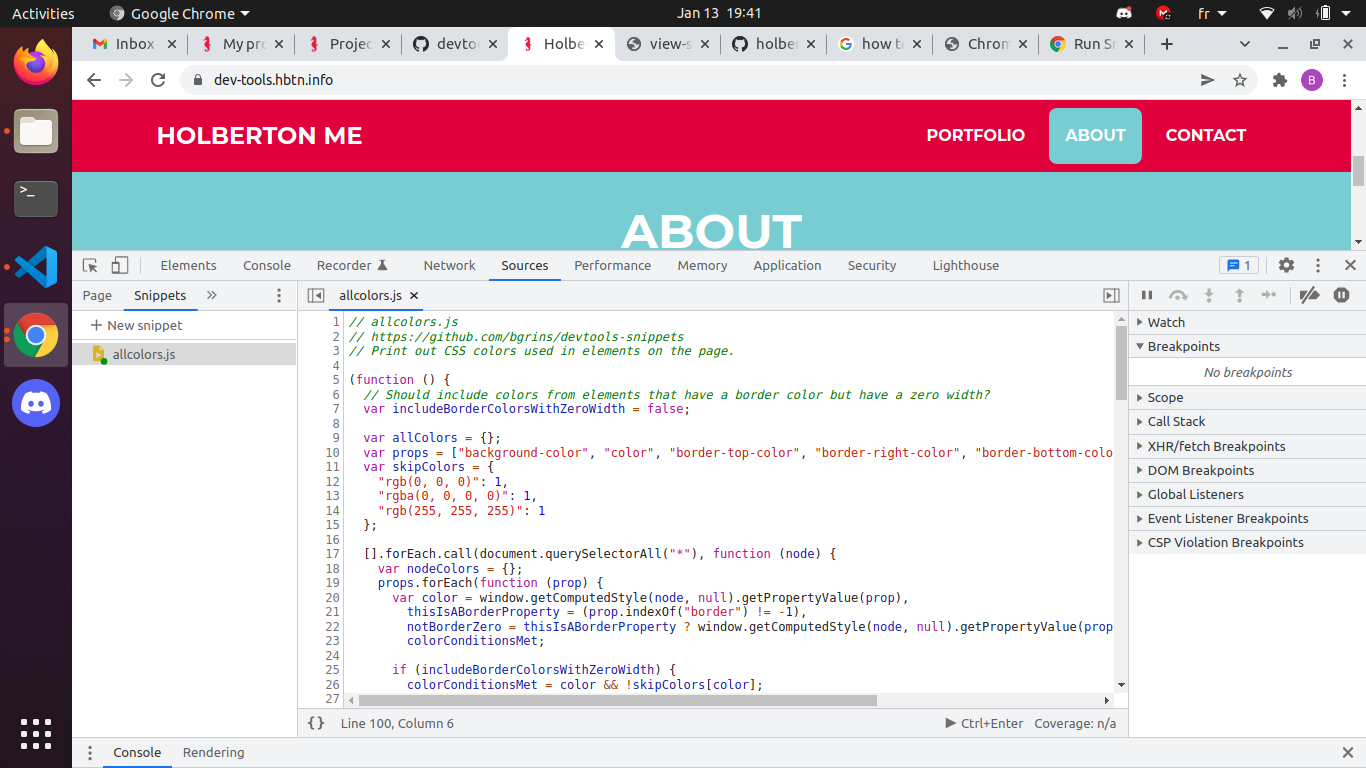 Activities
Google Chrome
Jan 13 19:41
fr
Inbox
My pro
Projec
devtoo
Holbe
view-s
holber
how to
Chrom
Run Sn
dev-tools.hbtn.info
B
HOLBERTON ME
PORTFOLIO
ABOUT
CONTACT
ABOUT
Elements
Console
Recorder
Network
Sources
Performance
Memory
Application
Security
Lighthouse
1
Page
Snippets
allcolors.js
+ New snippet
allcolors.js
1 // allcolors.js
2 // https://github.com/bgrins/devtools-snippets
3 // Print out CSS colors used in elements on the page.
4
5 (function () {
6 // Should include colors from elements that have a border color but have a zero width?
7 var includeBorderColorsWithZeroWidth = false;
8
9 var allColors = {};
10 var props = ["background-color", "color", "border-top-color", "border-right-color", "border-bottom-colo
11 var skipColors = {
12 "rgb(0, 0, 0)": 1,
13 "rgba(0, 0, 0, 0)": 1,
14 "rgb(255, 255, 255)": 1
15 };
16
17 [].forEach.call(document.querySelectorAll("*"), function (node) {
18 var nodeColors = {};
19 props.forEach(function (prop) {
20 var color = window.getComputedStyle(node, null).getPropertyValue(prop),
21 thisIsABorderProperty = (prop.indexOf("border") != -1),
22 notBorderZero = thisIsABorderProperty ? window.getComputedStyle(node, null).getPropertyValue(prop
23 colorConditionsMet;
24
25 if (includeBorderColorsWithZeroWidth) {
26 colorConditionsMet = color && !skipColors[color];
27
{} Line 100, Column 6
Ctrl+Enter
Coverage: n/a
Watch
Breakpoints
No breakpoints
Scope
Call Stack
XHR/fetch Breakpoints
DOM Breakpoints
Global Listeners
Event Listener Breakpoints
CSP Violation Breakpoints
Console
Rendering